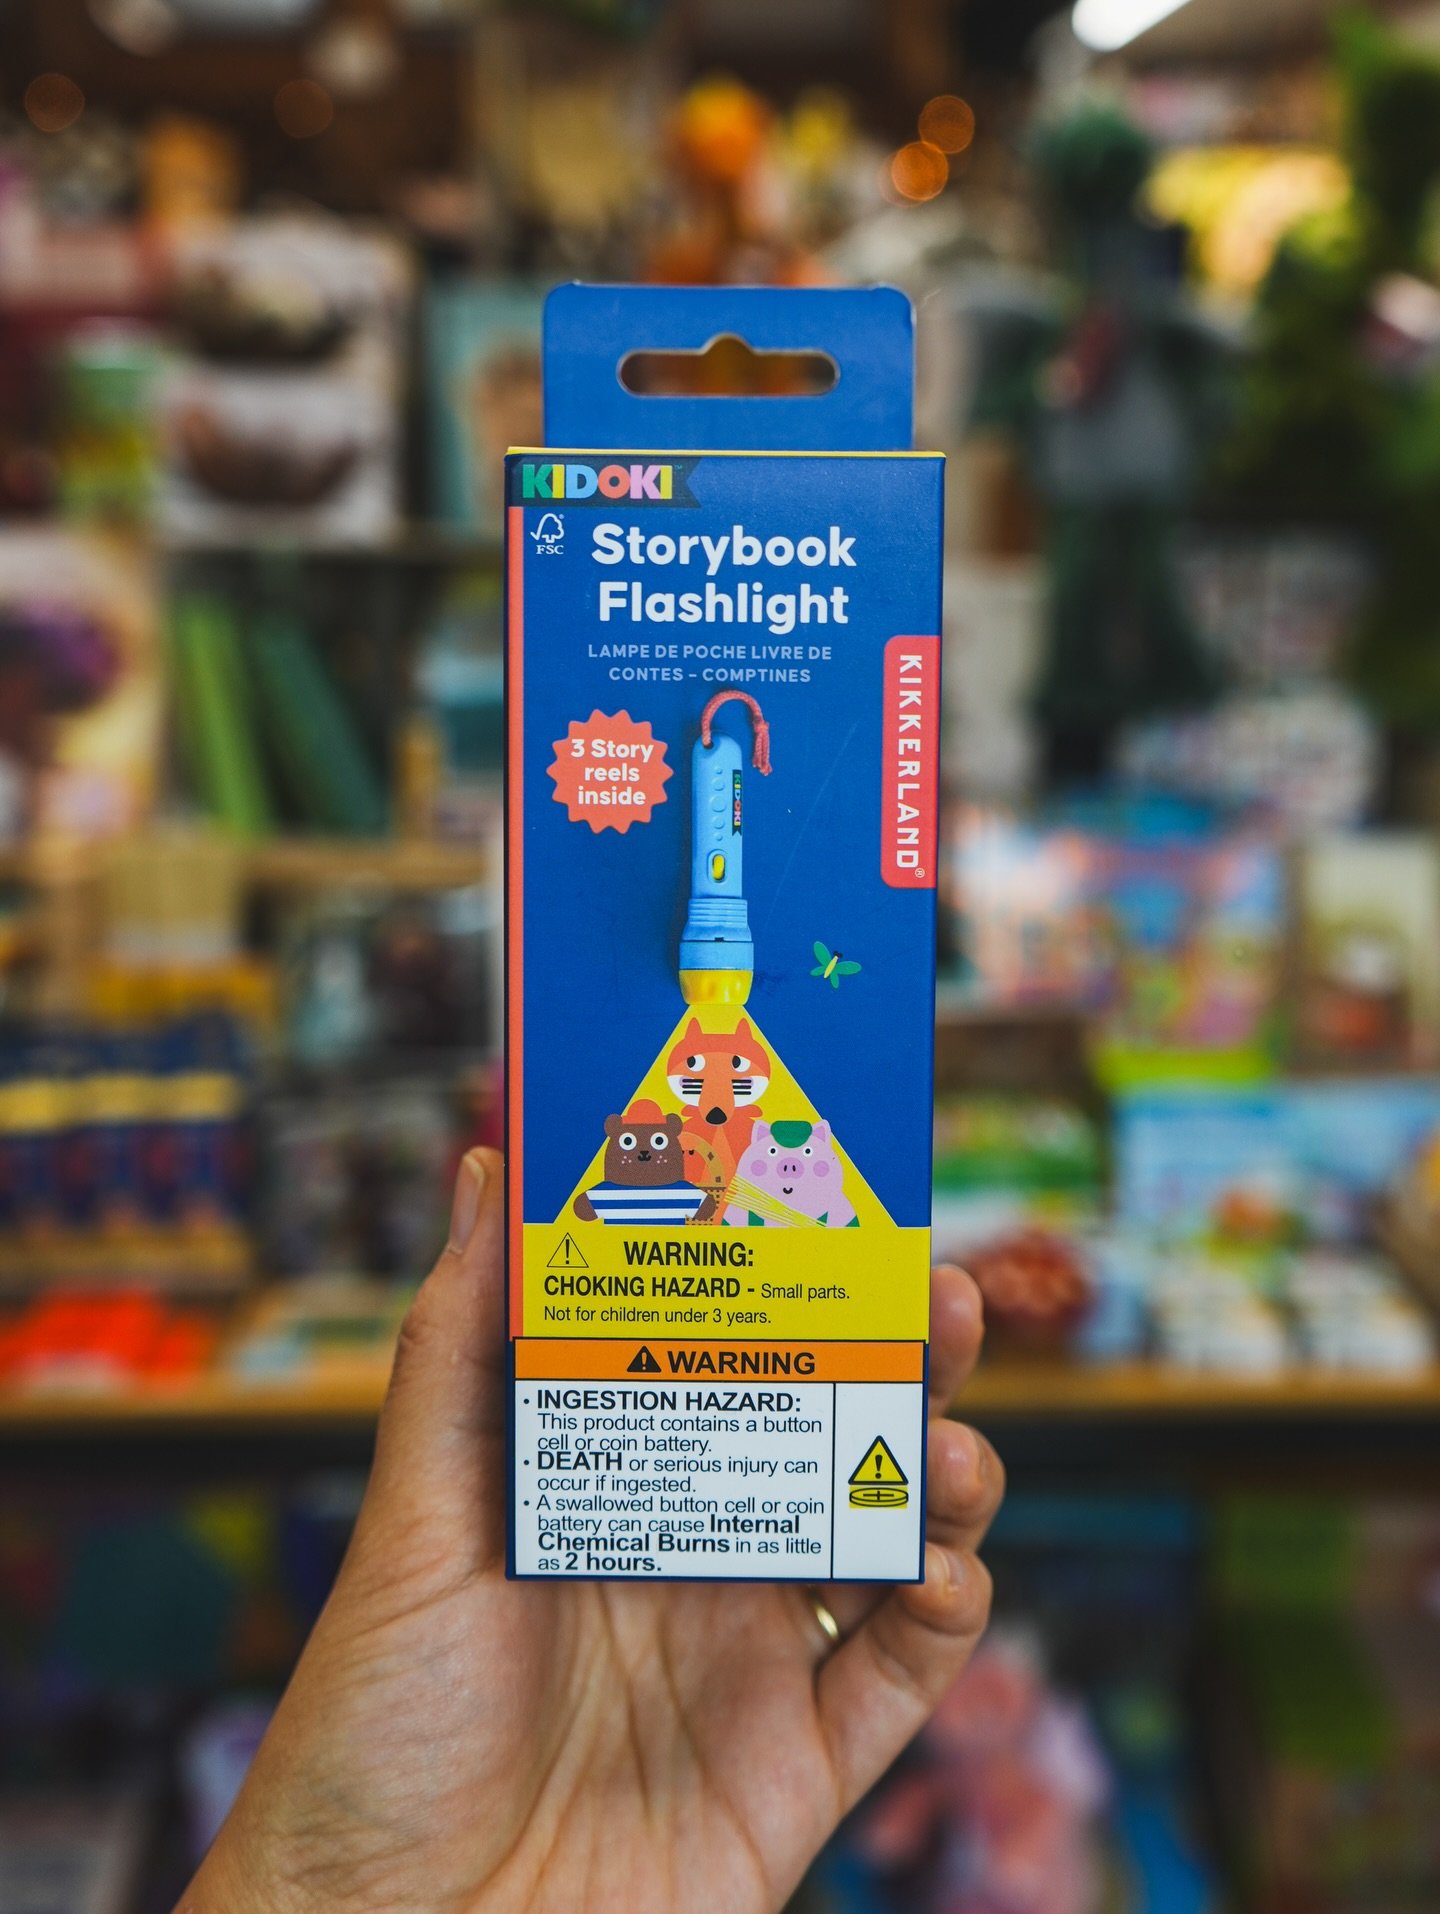 KIDOKI™
FSC®
Storybook
Flashlight
LAMPE DE POCHE LIVRE DE
CONTES - COMPTINES
KIKKERLAND®
3 Story
reels
inside
KIDOKI
WARNING:
CHOKING HAZARD - Small parts.
Not for children under 3 years.
WARNING
• INGESTION HAZARD:
This product contains a button
cell or coin battery.
• DEATH or serious injury can
occur if ingested.
• A swallowed button cell or coin
battery can cause Internal
Chemical Burns in as little
as 2 hours.